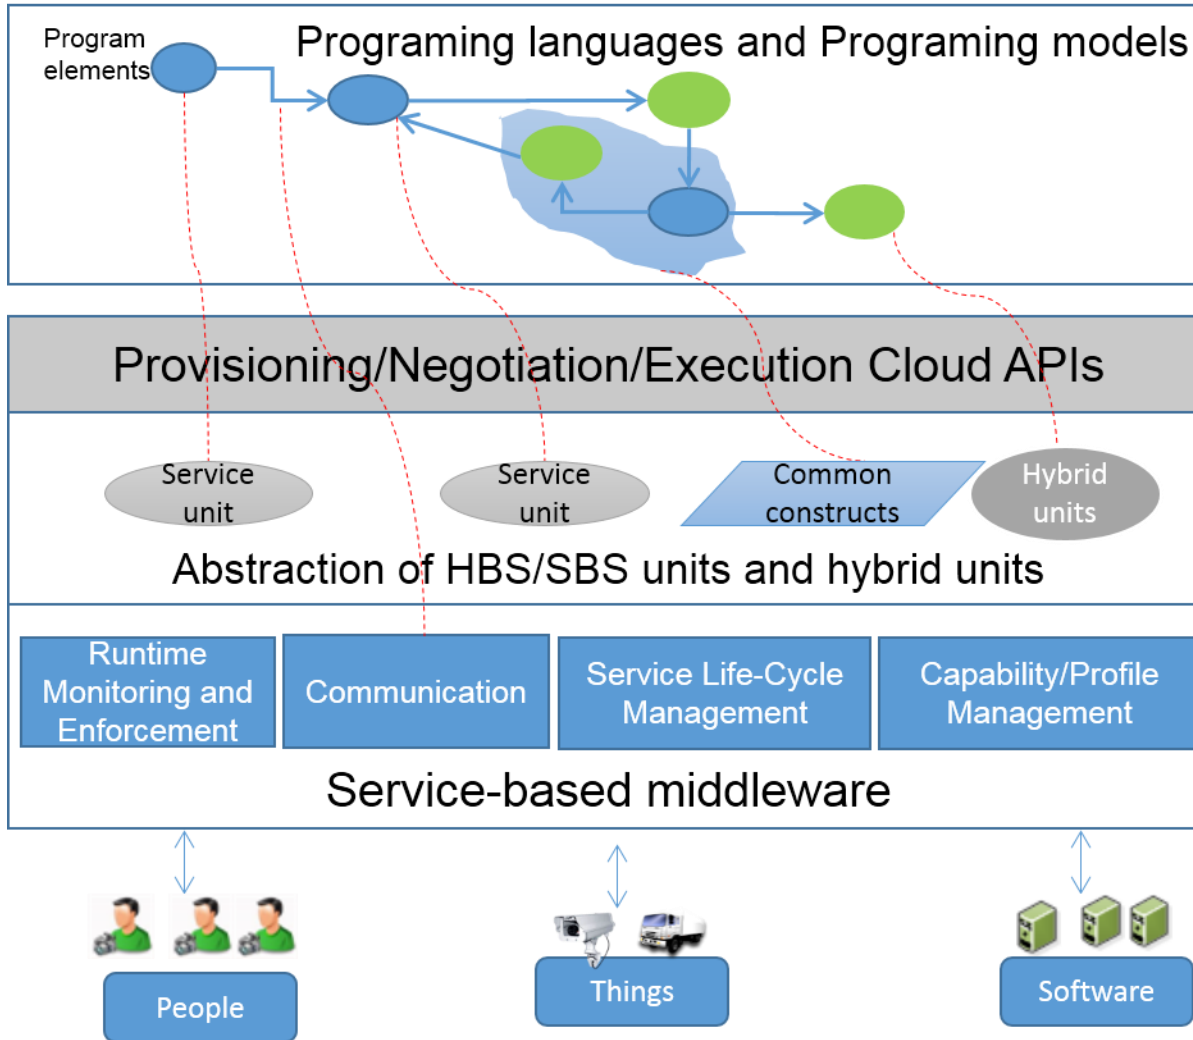 Program
elements
Programing languages and Programing models
Provisioning/Negotiation/Execution Cloud APIs
Service
unit
Service
unit
Common
constructs
Hybrid
units
Abstraction of HBS/SBS units and hybrid units
Runtime
Monitoring and
Enforcement
Communication
Service Life-Cycle
Management
Capability/Profile
Management
Service-based middleware
People
Things
Software